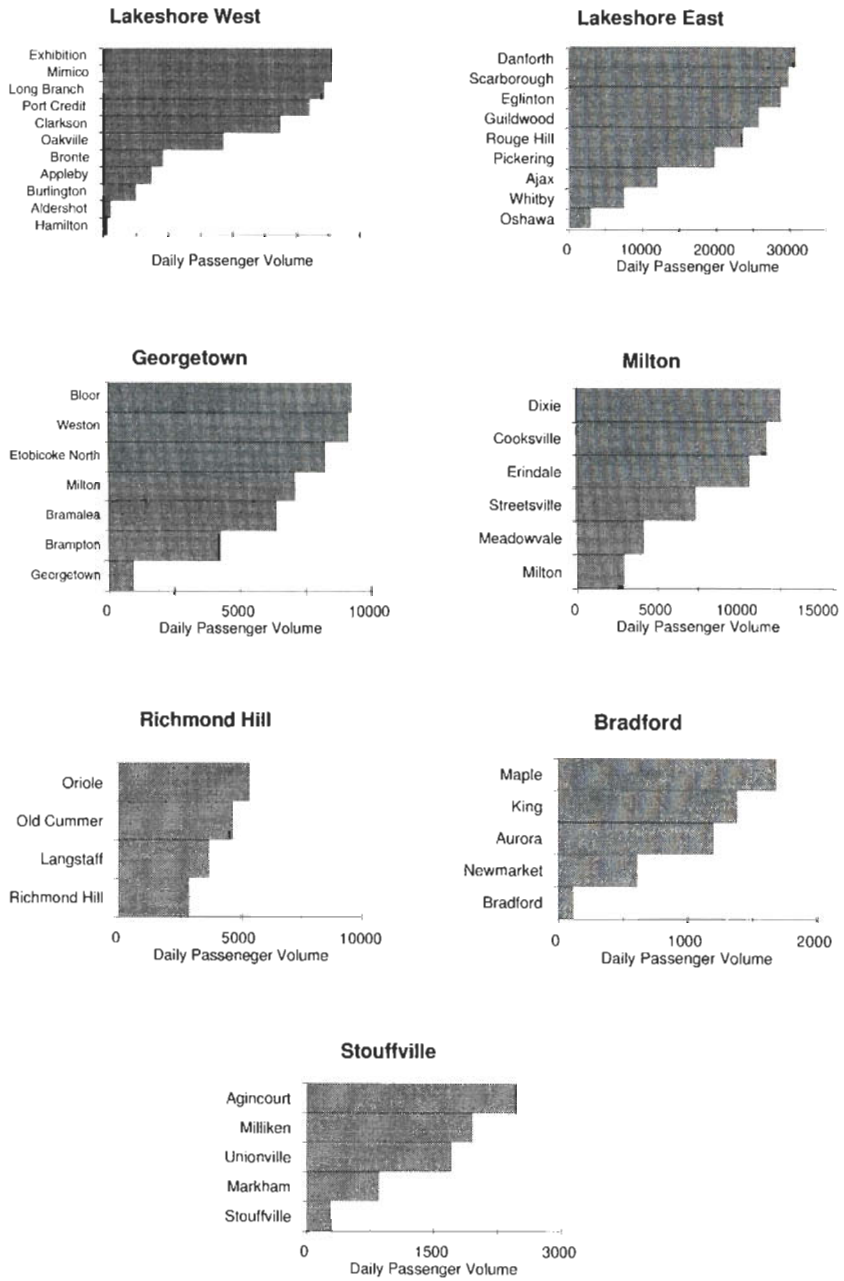 Lakeshore West
Exhibition
Mimico
Long Branch
Port Credit
Clarkson
Oakville
Bronte
Appleby
Burlington
Aldershot
Hamilton
Daily Passenger Volume
Lakeshore East
Danforth
Scarborough
Eglinton
Guildwood
Rouge Hill
Pickering
Ajax
Whitby
Oshawa
0 10000 20000 30000
Daily Passenger Volume
Georgetown
Bloor
Weston
Etobicoke North
Milton
Bramalea
Brampton
Georgetown
0 5000 10000
Daily Passenger Volume
Milton
Dixie
Cooksville
Erindale
Streetsville
Meadowvale
Milton
0 5000 10000 15000
Daily Passenger Volume
Richmond Hill
Oriole
Old Cummer
Langstaff
Richmond Hill
0 5000 10000
Daily Passeneger Volume
Bradford
Maple
King
Aurora
Newmarket
Bradford
0 1000 2000
Daily Passenger Volume
Stouffville
Agincourt
Milliken
Unionville
Markham
Stouffville
0 1500 3000
Daily Passenger Volume